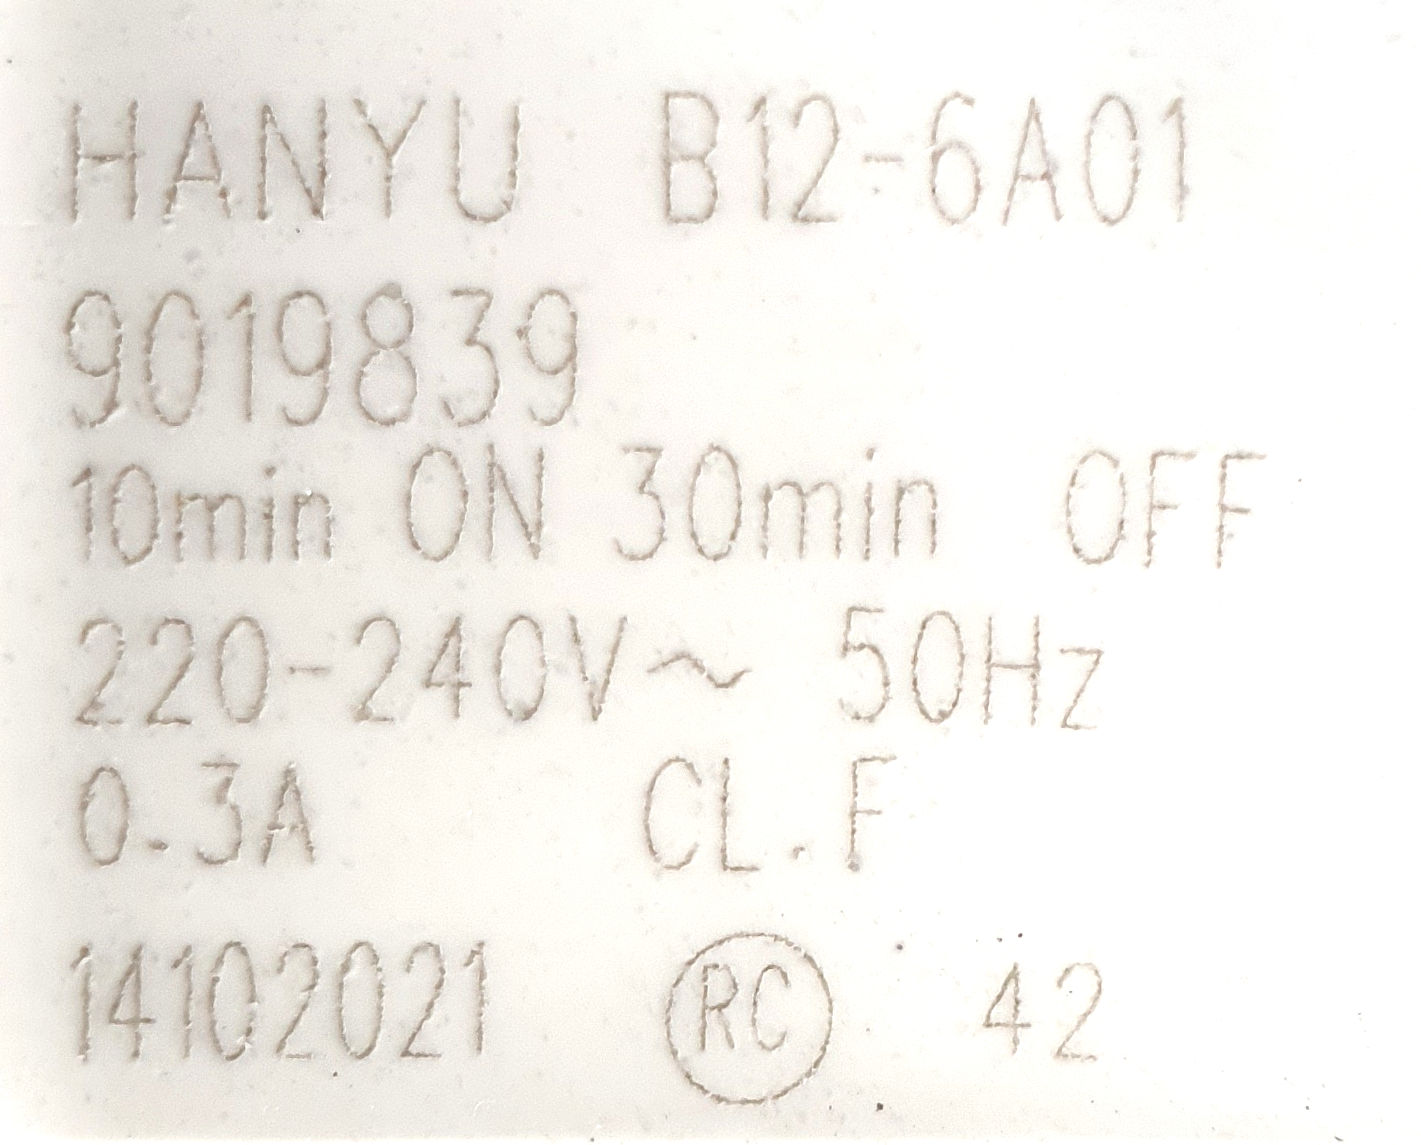 HANYU B12-6A01
9019839
10min ON 30min OFF
220-240V~ 50Hz
0.3A CL.F
14102021 RC 42